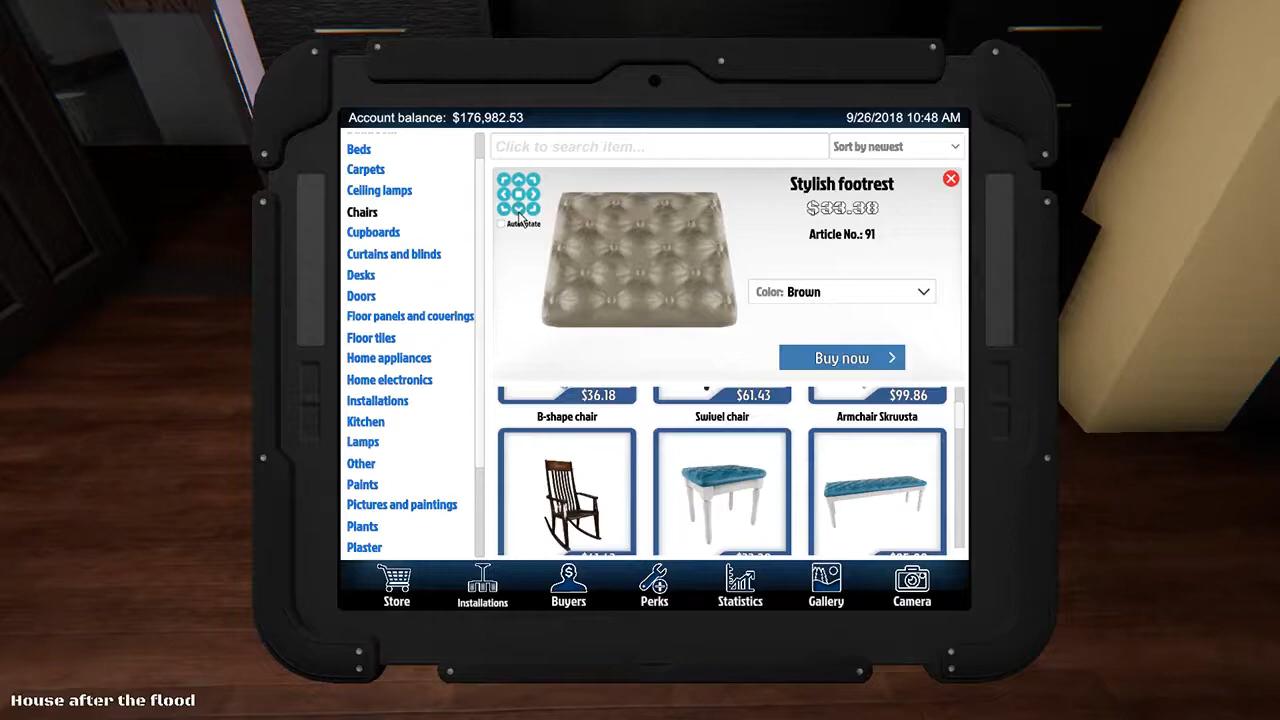 Account balance: $176,982.53
9/26/2018 10:48 AM
Beds
Carpets
Ceiling lamps
Chairs
Cupboards
Curtains and blinds
Desks
Doors
Floor panels and coverings
Floor tiles
Home appliances
Home electronics
Installations
Kitchen
Lamps
Other
Paints
Pictures and paintings
Plants
Plaster
Click to search item...
Sort by newest
Stylish footrest
$33.38
Article No.: 91
Color: Brown
Buy now
$36.18
$61.43
$99.86
B-shape chair
Swivel chair
Armchair Skruvsta
Store
Installations
Buyers
Perks
Statistics
Gallery
Camera
House after the flood